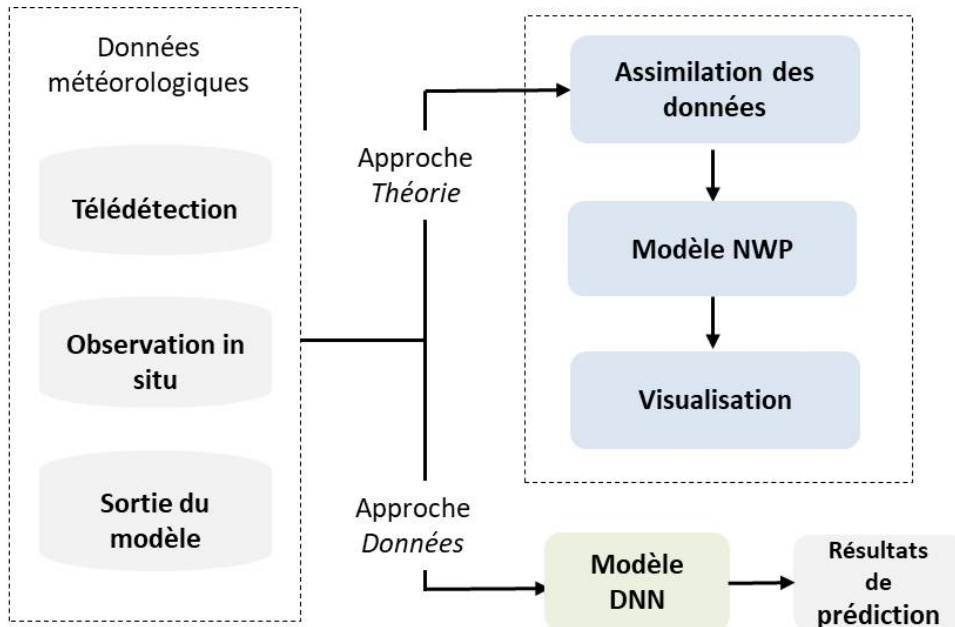 Données
météorologiques
Télédétection
Observation in
situ
Sortie du
modèle
Approche
Théorie
Approche
Données
Assimilation des
données
Modèle NWP
Visualisation
Modèle
DNN
Résultats
de
prédiction